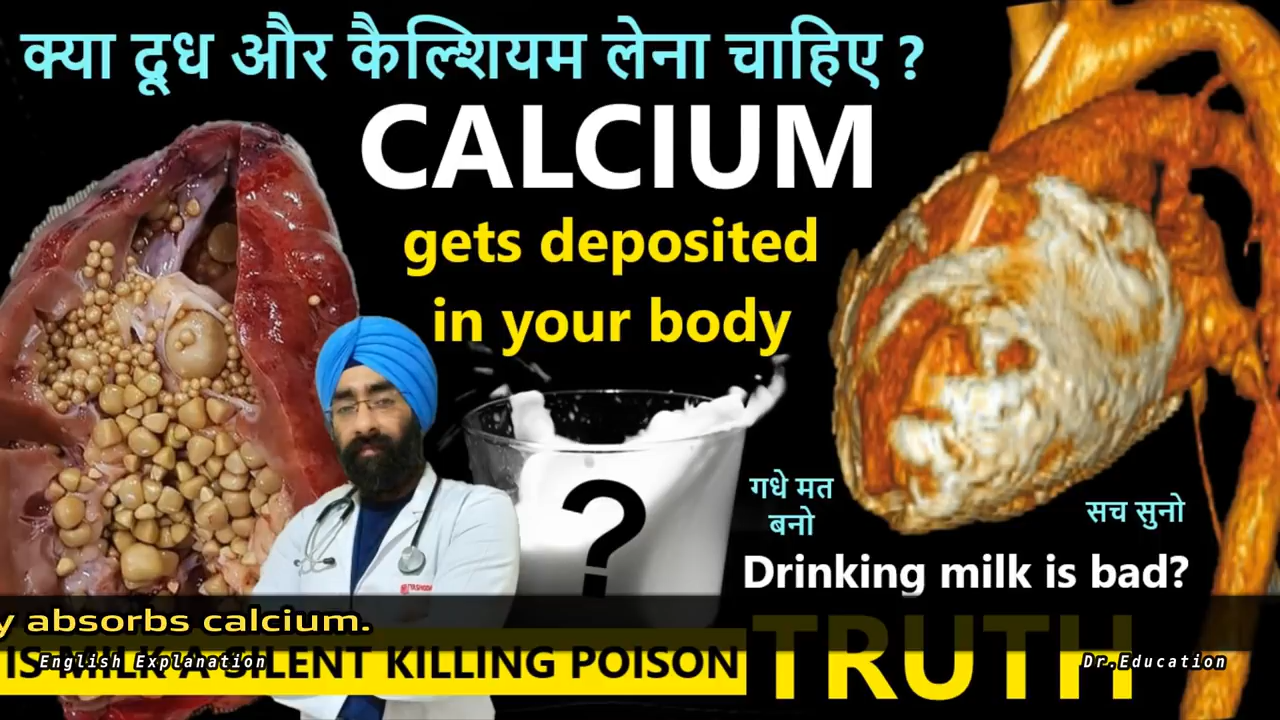 क्या दूध और कैल्शियम लेना चाहिए ?
CALCIUM
gets deposited
in your body
?
गधे मत
बनो
सच सुनो
Drinking milk is bad?
TRUTH
y absorbs calcium.
IS MILK A SILENT KILLING POISON
English Explanation
Dr.Education